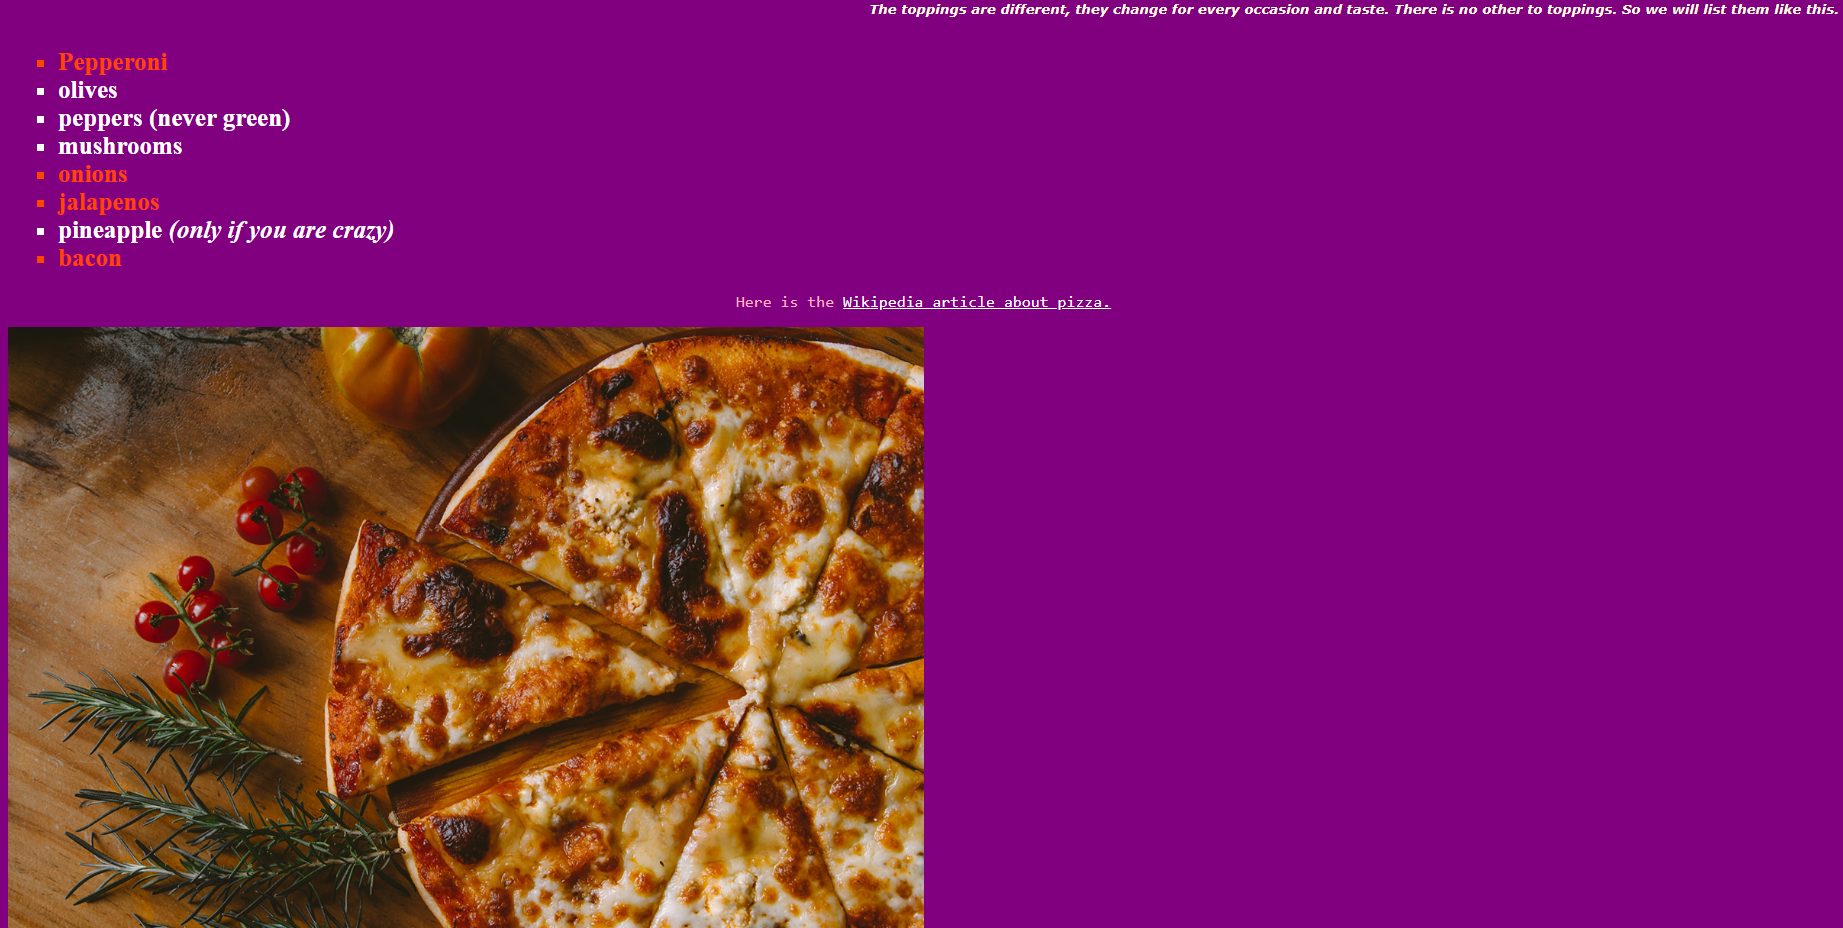 The toppings are different, they change for every occasion and taste. There is no other to toppings. So we will list them like this.
Pepperoni
olives
peppers (never green)
mushrooms
onions
jalapenos
pineapple (only if you are crazy)
bacon
Here is the Wikipedia article about pizza.